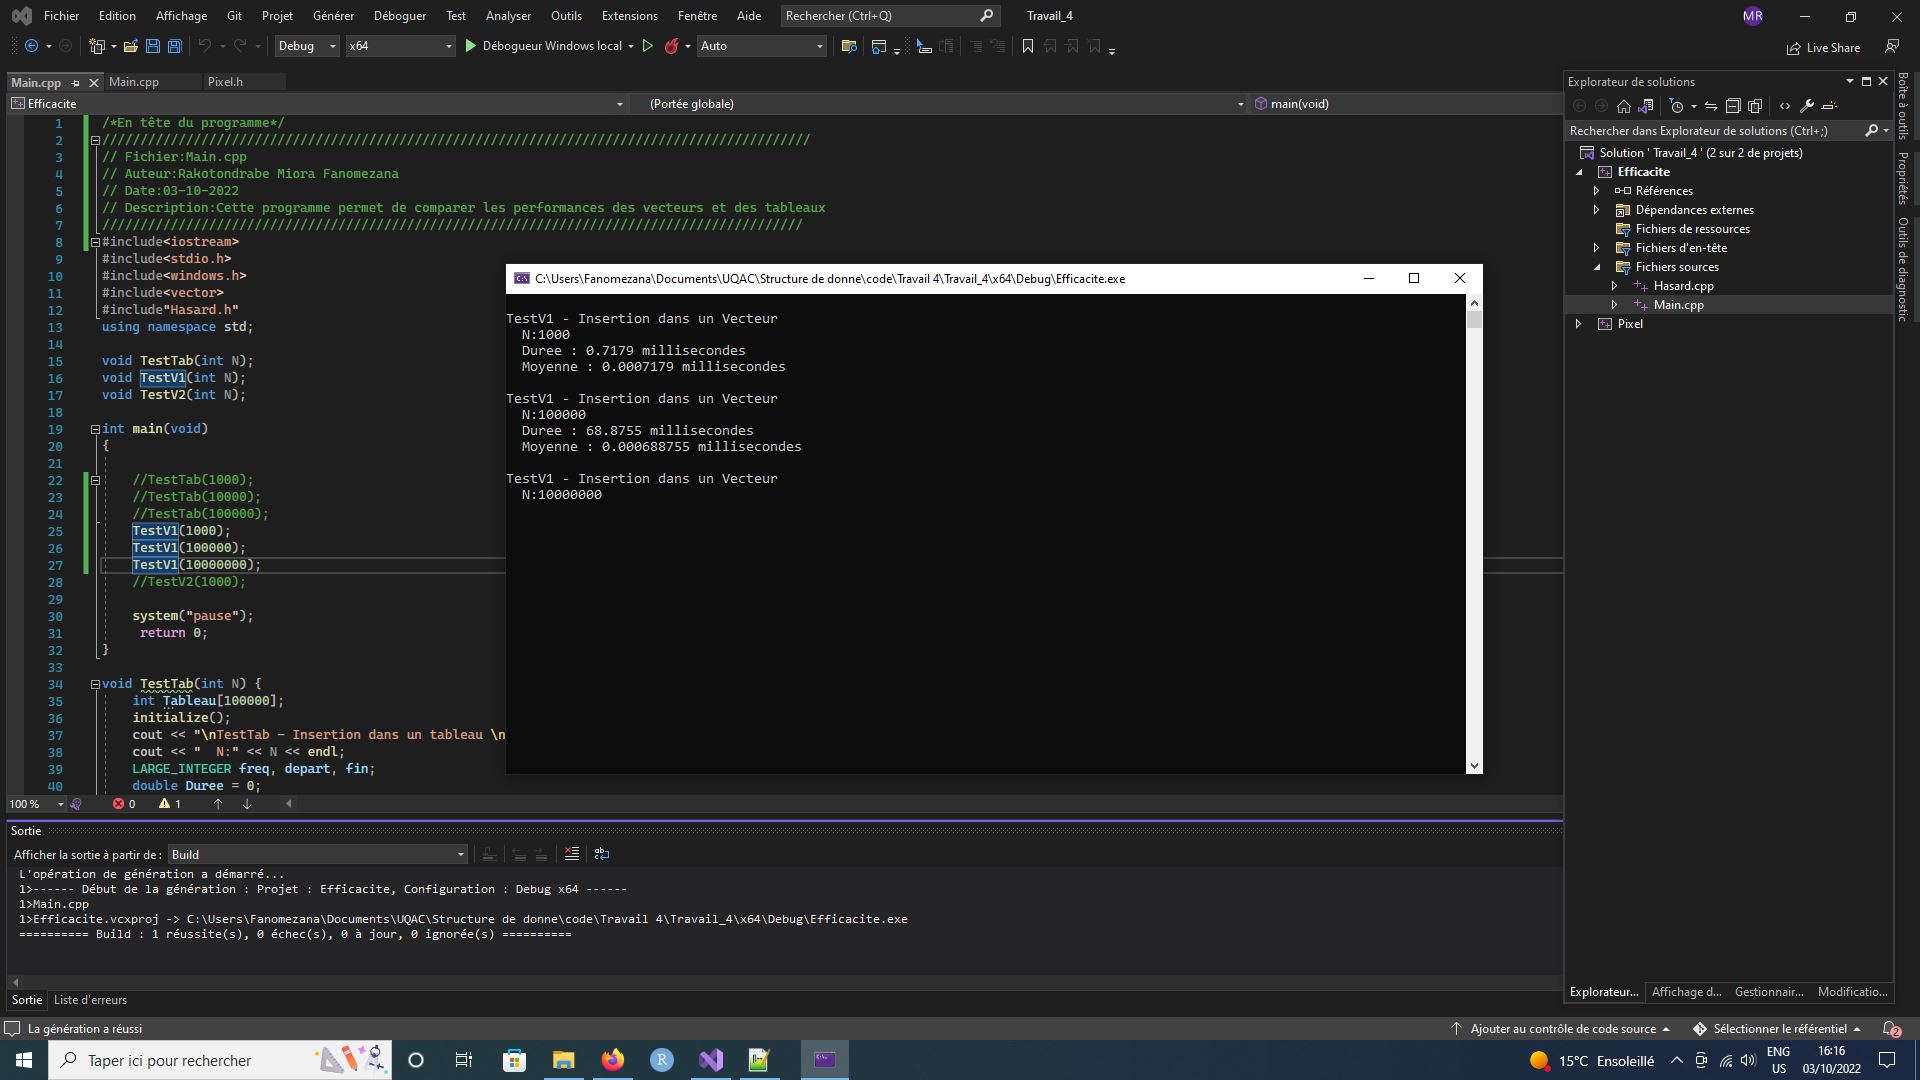 Fichier Edition Affichage Git Projet Générer Déboguer Test Analyser Outils Extensions Fenêtre Aide Rechercher (Ctrl+Q) Travail_4 MR
Debug x64 Débogueur Windows local Auto Live Share
Main.cpp Main.cpp Pixel.h
Efficacite (Portée globale) main(void)
1 /*En tête du programme*/
2 ////////////////////////////////////////////////////////////////////////////////////////////
3 // Fichier:Main.cpp
4 // Auteur:Rakotondrabe Miora Fanomezana
5 // Date:03-10-2022
6 // Description:Cette programme permet de comparer les performances des vecteurs et des tableaux
7 ///////////////////////////////////////////////////////////////////////////////////////////
8 #include<iostream>
9 #include<stdio.h>
10 #include<windows.h>
11 #include<vector>
12 #include"Hasard.h"
13 using namespace std;
14
15 void TestTab(int N);
16 void TestV1(int N);
17 void TestV2(int N);
18
19 int main(void)
20 {
21
22 //TestTab(1000);
23 //TestTab(10000);
24 //TestTab(100000);
25 TestV1(1000);
26 TestV1(100000);
27 TestV1(10000000);
28 //TestV2(1000);
29
30 system("pause");
31 return 0;
32 }
33
34 void TestTab(int N) {
35 int Tableau[100000];
36 initialize();
37 cout << "\nTestTab - Insertion dans un tableau \n
38 cout << "  N:" << N << endl;
39 LARGE_INTEGER freq, depart, fin;
40 double Duree = 0;
100 % 0 1
C:\Users\Fanomezana\Documents\UQAC\Structure de donne\code\Travail 4\Travail_4\x64\Debug\Efficacite.exe
TestV1 - Insertion dans un Vecteur
N:1000
Duree : 0.7179 millisecondes
Moyenne : 0.0007179 millisecondes
TestV1 - Insertion dans un Vecteur
N:100000
Duree : 68.8755 millisecondes
Moyenne : 0.000688755 millisecondes
TestV1 - Insertion dans un Vecteur
N:10000000
Explorateur de solutions
Rechercher dans Explorateur de solutions (Ctrl+;)
Solution ' Travail_4 ' (2 sur 2 de projets)
Efficacite
Références
Dépendances externes
Fichiers de ressources
Fichiers d'en-tête
Fichiers sources
Hasard.cpp
Main.cpp
Pixel
Boîte à outils
Propriétés
Outils de diagnostic
Explorateur... Affichage d... Gestionnair... Modificatio...
Sortie
Afficher la sortie à partir de : Build
L'opération de génération a démarré...
1>------ Début de la génération : Projet : Efficacite, Configuration : Debug x64 ------
1>Main.cpp
1>Efficacite.vcxproj -> C:\Users\Fanomezana\Documents\UQAC\Structure de donne\code\Travail 4\Travail_4\x64\Debug\Efficacite.exe
========== Build : 1 réussite(s), 0 échec(s), 0 à jour, 0 ignorée(s) ==========
Sortie Liste d'erreurs
La génération a réussi Ajouter au contrôle de code source Sélectionner le référentiel 2
Taper ici pour rechercher R 15°C Ensoleillé ENG US 16:16 03/10/2022